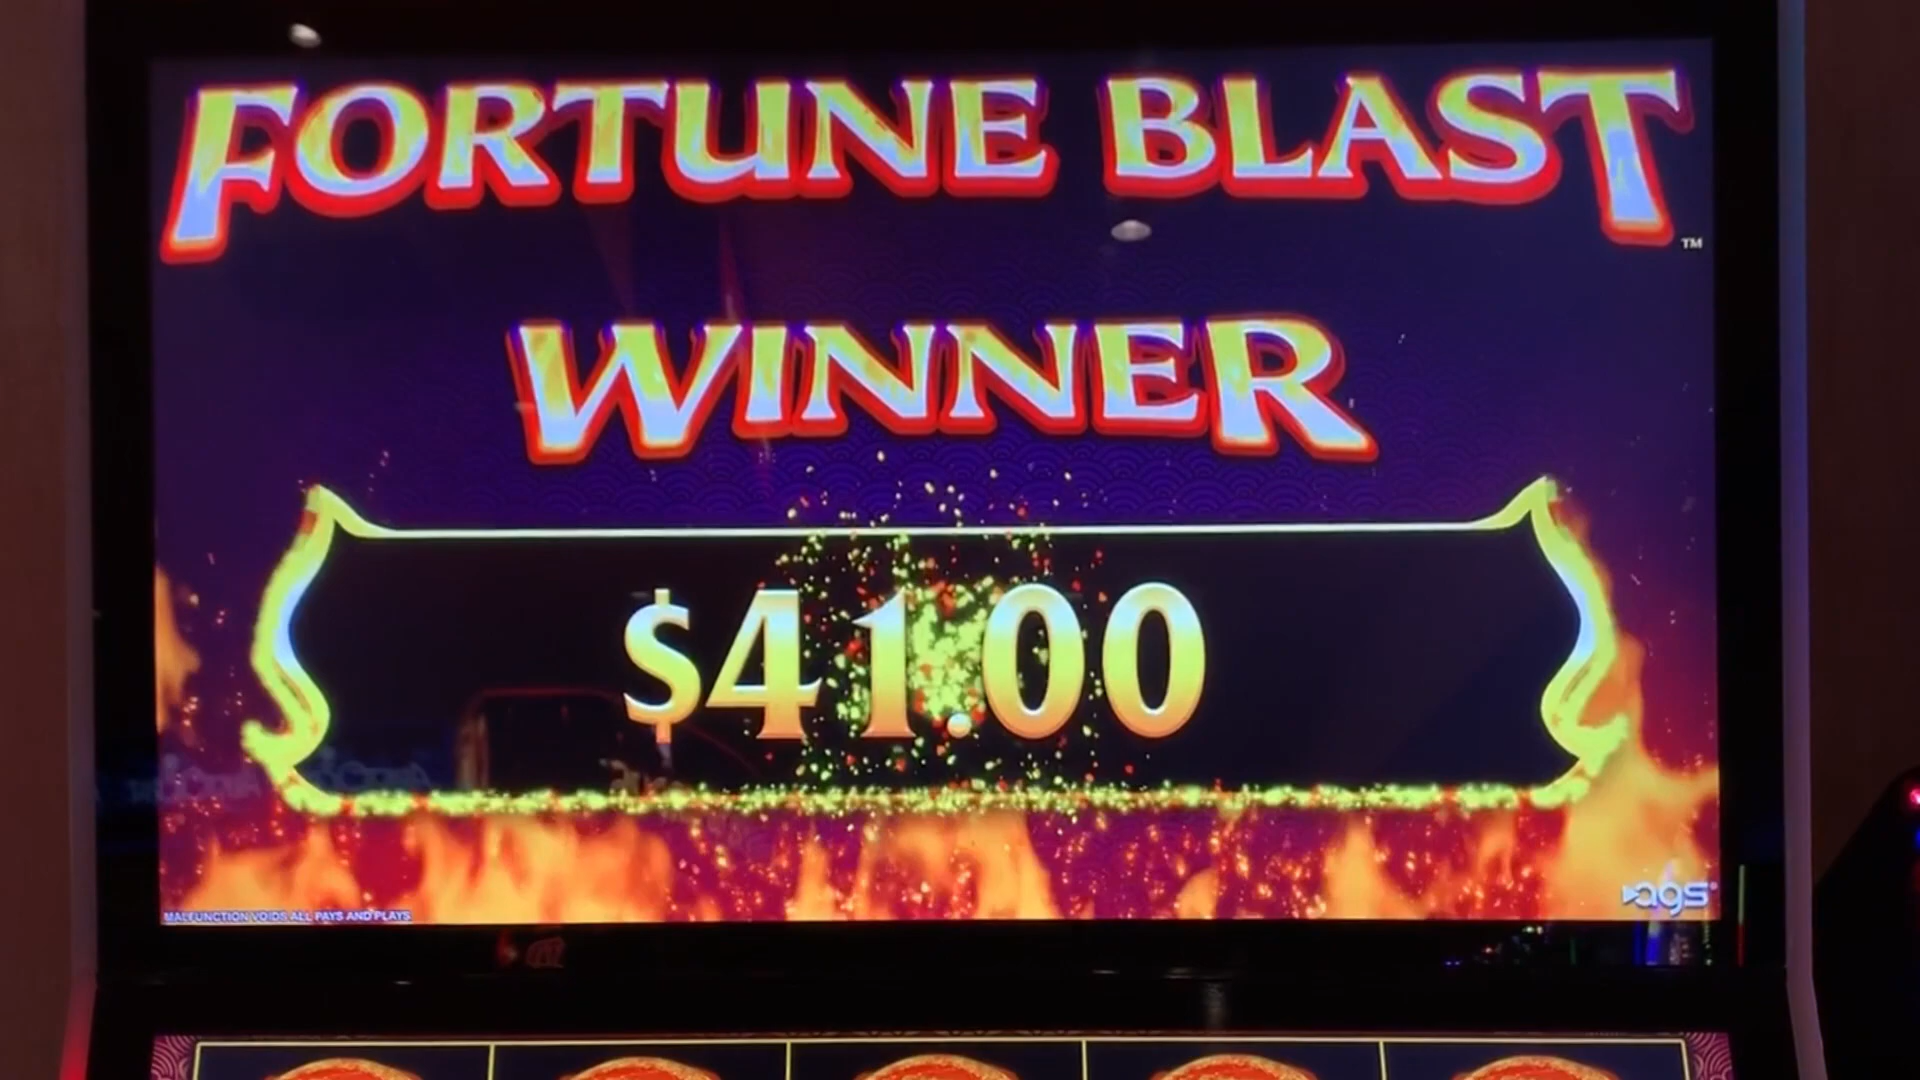 FORTUNE BLAST
TM
WINNER
$41.00
MALFUNCTION VOIDS ALL PAYS AND PLAYS
ags